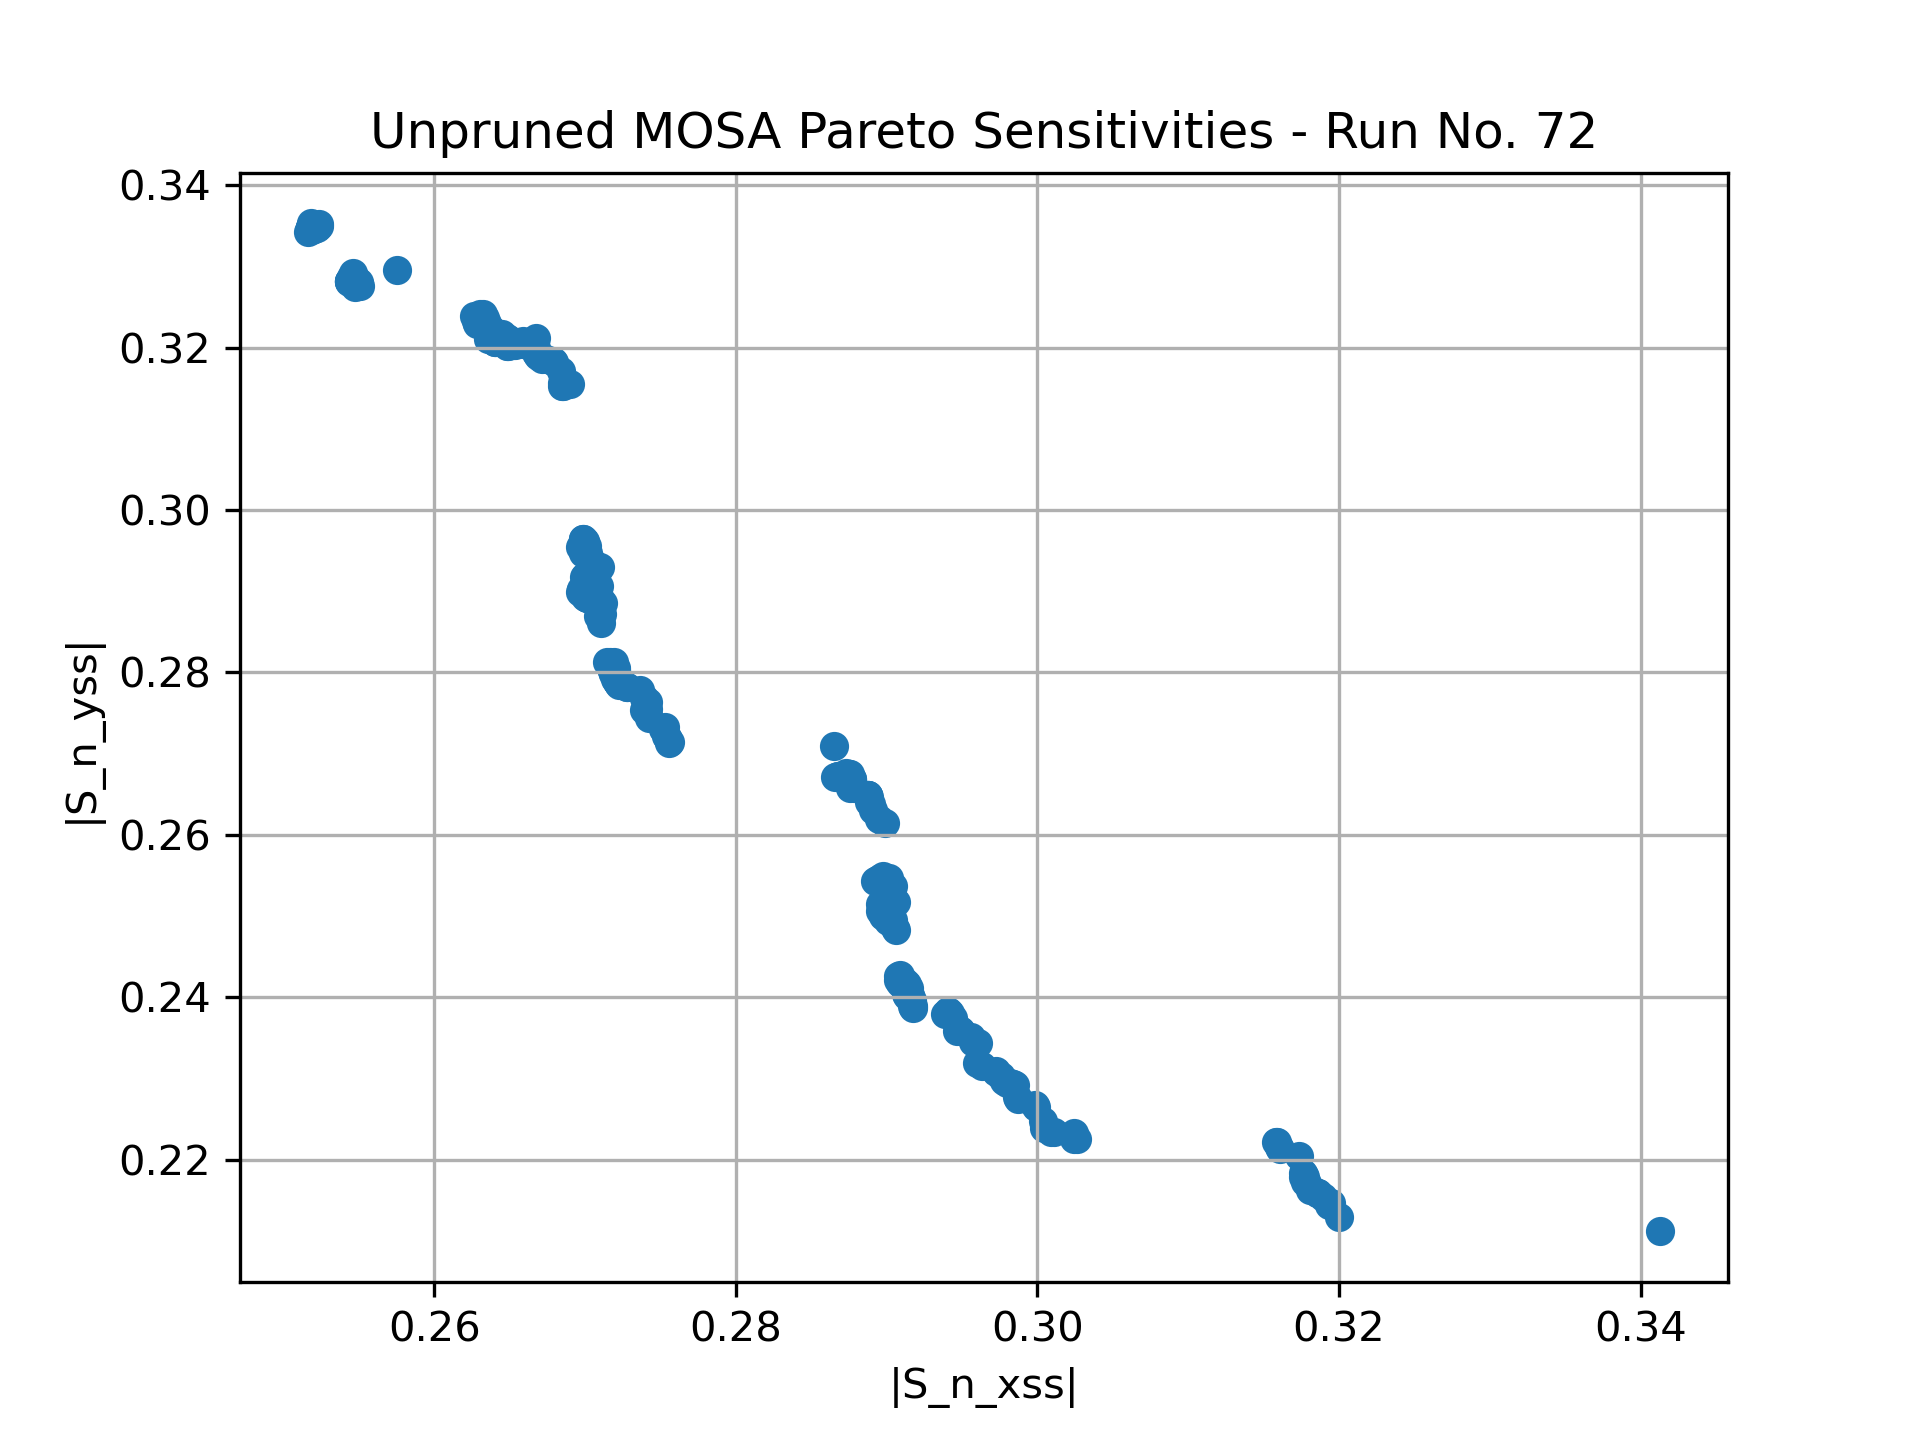 Unpruned MOSA Pareto Sensitivities - Run No. 72
|S_n_yss|
0.34
0.32
0.30
0.28
0.26
0.24
0.22
0.26 0.28 0.30 0.32 0.34
|S_n_xss|